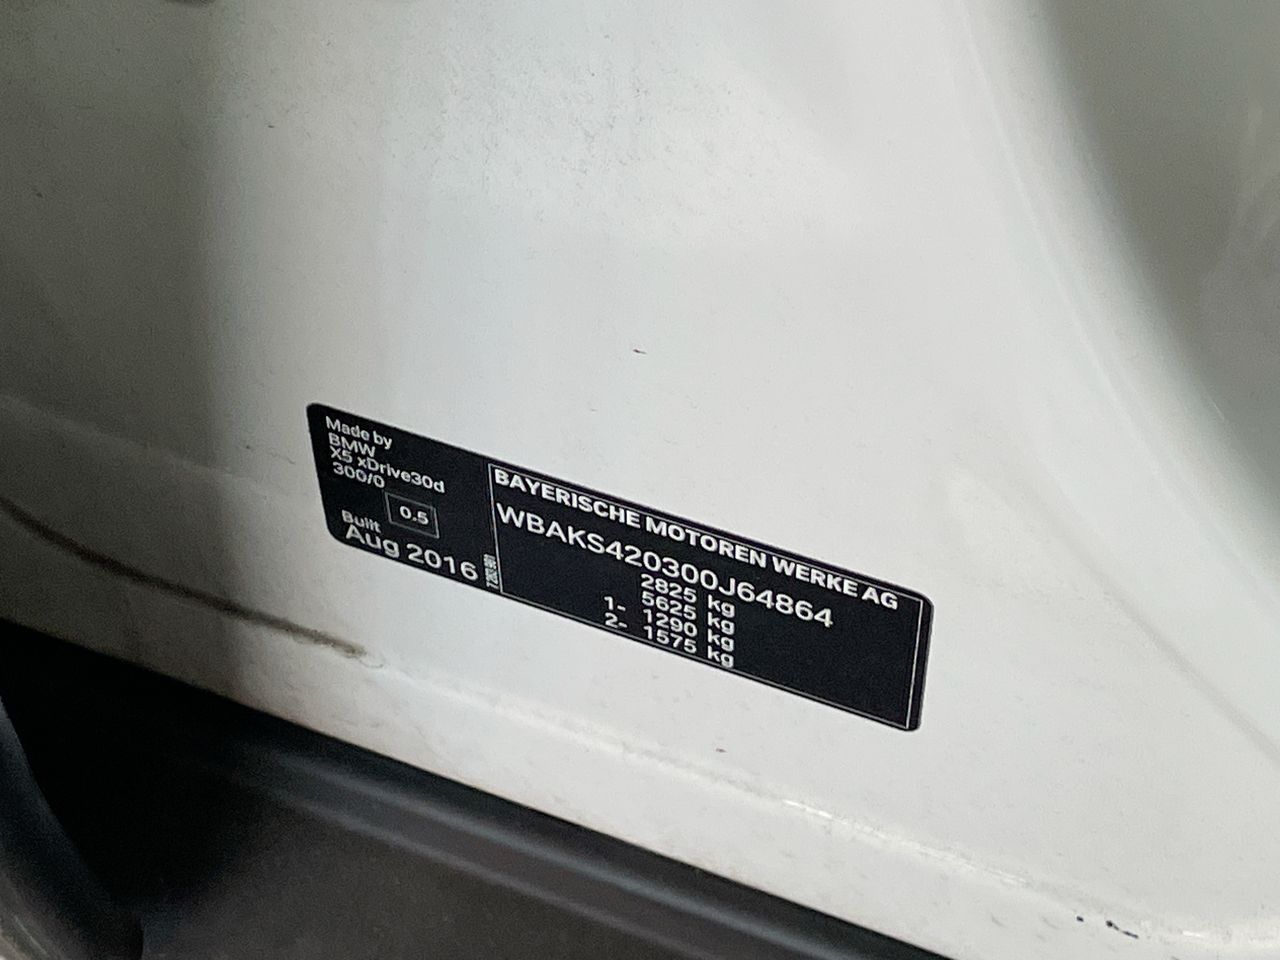 Made by
BMW
X5 xDrive30d
300/0
0.5
Built
Aug 2016
BAYERISCHE MOTOREN WERKE AG
WBAKS420300J64864
2825 kg
5625 kg
1- 1290 kg
2- 1575 kg